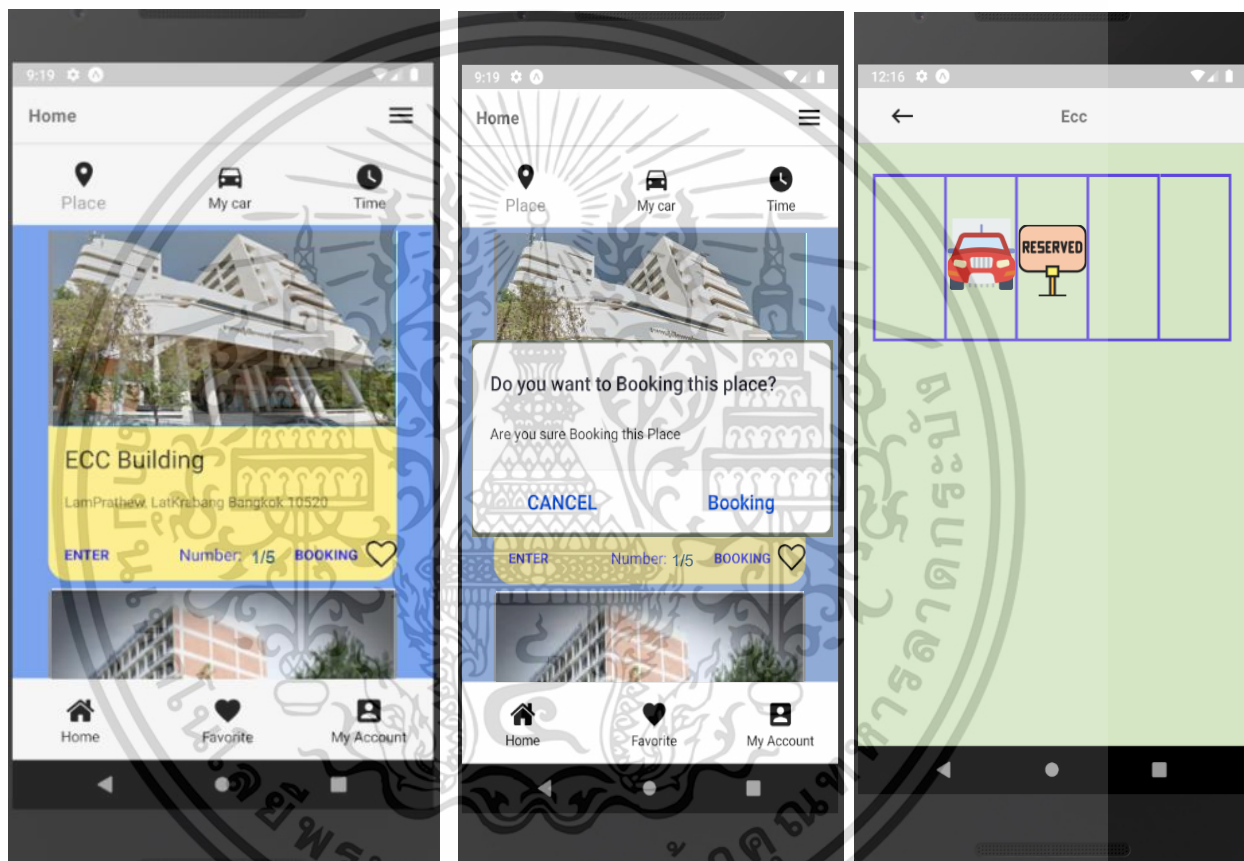 9:19
Home
Place
My car
Time
ECC Building
LamPrathew, LatKrabang Bangkok 10520
ENTER
Number: 1/5
BOOKING
Home
Favorite
My Account
9:19
Home
Place
My car
Time
Do you want to Booking this place?
Are you sure Booking this Place
CANCEL
Booking
ENTER
Number: 1/5
BOOKING
Home
Favorite
My Account
12:16
Ecc
RESERVED